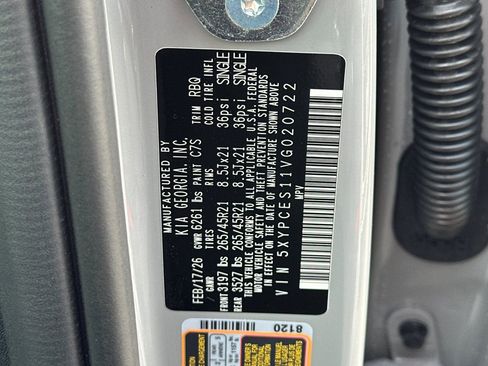 MANUFACTURED BY
KIA GEORGIA, INC.
FEB/17/26 GVWR 6261 lbs PAINT C7S TRIM RBQ
GAWR TIRES RIMS COLD TIRE INFL
FRONT 3197 lbs 265/45R21 8.5Jx21 36psi SINGLE
REAR 3527 lbs 265/45R21 8.5Jx21 36psi SINGLE
THIS VEHICLE CONFORMS TO ALL APPLICABLE U.S.A. FEDERAL
MOTOR VEHICLE SAFETY, BUMPER, AND THEFT PREVENTION STANDARDS
IN EFFECT ON THE DATE OF MANUFACTURE SHOWN ABOVE
VIN 5XYPCES11VG020722
MPV
8120